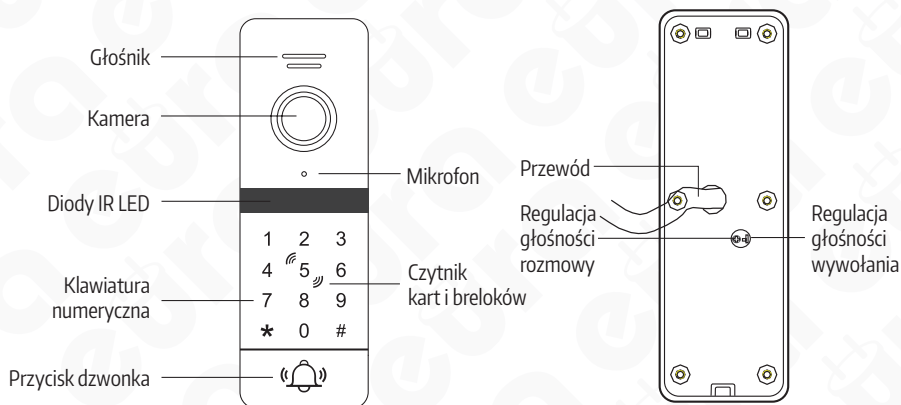 Głośnik
Kamera
Mikrofon
Diody IR LED
1 2 3
4 5 6
7 8 9
* 0 #
Klawiatura
numeryczna
Czytnik
kart i breloków
Przycisk dzwonka
Przewód
Regulacja
głośności
rozmowy
Regulacja
głośności
wywołania
eura